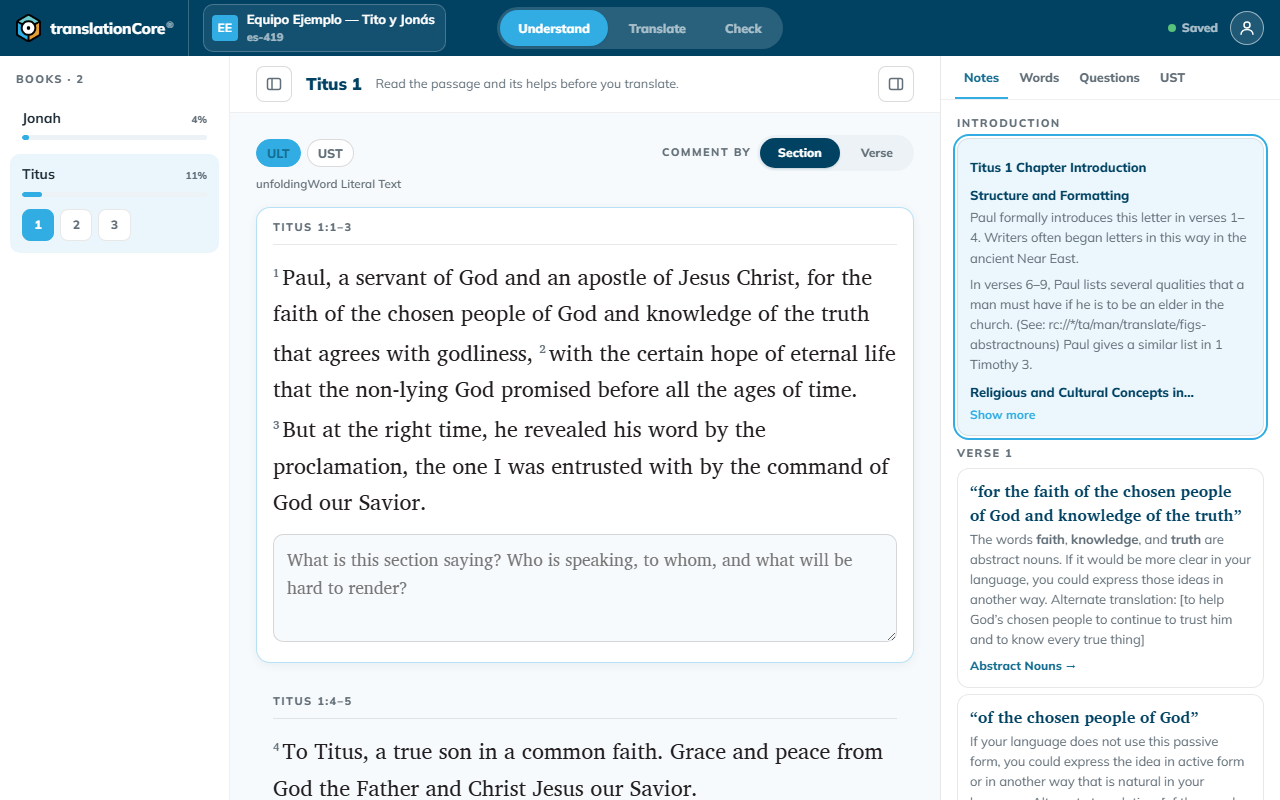 translationCore®
EE
Equipo Ejemplo — Tito y Jonás
es-419
Understand
Translate
Check
Saved
BOOKS · 2
Jonah
4%
Titus
11%
1
2
3
Titus 1
Read the passage and its helps before you translate.
ULT
UST
COMMENT BY
Section
Verse
unfoldingWord Literal Text
TITUS 1:1–3
1 Paul, a servant of God and an apostle of Jesus Christ, for the
faith of the chosen people of God and knowledge of the truth
that agrees with godliness, 2 with the certain hope of eternal life
that the non-lying God promised before all the ages of time.
3 But at the right time, he revealed his word by the
proclamation, the one I was entrusted with by the command of
God our Savior.
What is this section saying? Who is speaking, to whom, and what will be
hard to render?
TITUS 1:4–5
4 To Titus, a true son in a common faith. Grace and peace from
God the Father and Christ Jesus our Savior.
Notes
Words
Questions
UST
INTRODUCTION
Titus 1 Chapter Introduction
Structure and Formatting
Paul formally introduces this letter in verses 1–
4. Writers often began letters in this way in the
ancient Near East.
In verses 6–9, Paul lists several qualities that a
man must have if he is to be an elder in the
church. (See: rc://*/ta/man/translate/figs-
abstractnouns) Paul gives a similar list in 1
Timothy 3.
Religious and Cultural Concepts in…
Show more
VERSE 1
“for the faith of the chosen people
of God and knowledge of the truth”
The words faith, knowledge, and truth are
abstract nouns. If it would be more clear in your
language, you could express those ideas in
another way. Alternate translation: [to help
God’s chosen people to continue to trust him
and to know every true thing]
Abstract Nouns →
“of the chosen people of God”
If your language does not use this passive
form, you could express the idea in active form
or in another way that is natural in your